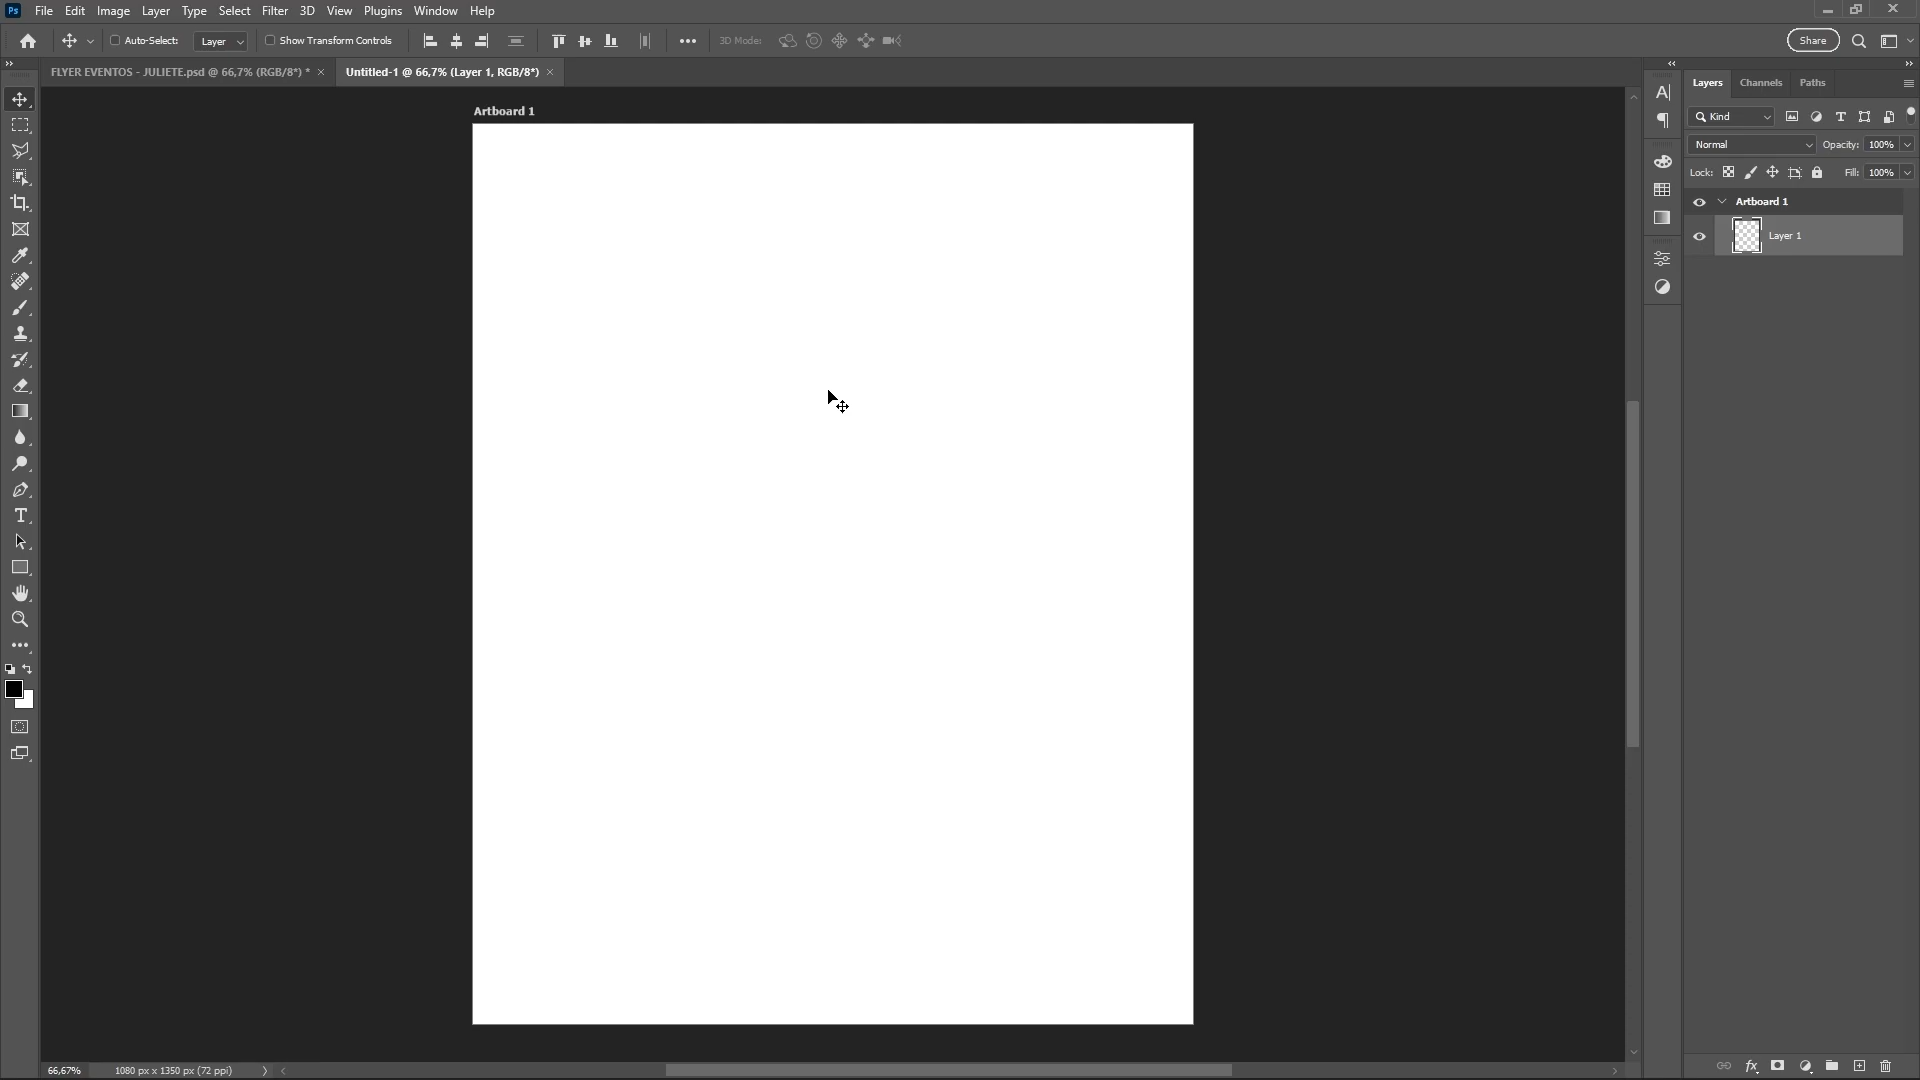 Ps File Edit Image Layer Type Select Filter 3D View Plugins Window Help
Auto-Select: Layer Show Transform Controls 3D Mode: Share
FLYER EVENTOS - JULIETE.psd @ 66,7% (RGB/8*) * Untitled-1 @ 66,7% (Layer 1, RGB/8*)
Layers Channels Paths
Artboard 1
Kind
Normal Opacity: 100%
Lock: Fill: 100%
Artboard 1
Layer 1
66,67% 1080 px x 1350 px (72 ppi)